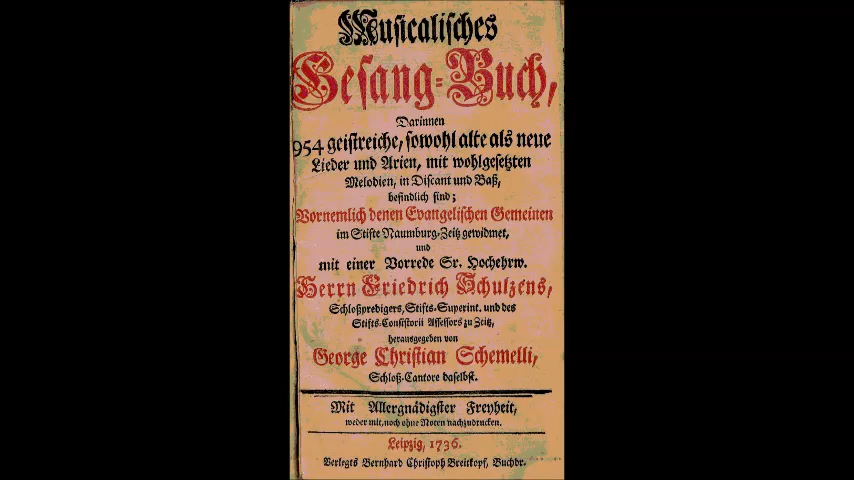 Musicalisches
Gesang-Buch,
Darinnen
954 geistreiche, sowohl alte als neue
Lieder und Arien, mit wohlgesetzten
Melodien, in Discant und Baß,
befindlich sind;
Vornemlich denen Evangelischen Gemeinen
im Stifte Naumburg-Zeitz gewidmet,
und
mit einer Vorrede Sr. Hochehrw.
Herrn Friedrich Schulzens,
Schloßpredigers, Stifts-Superint. und des
Stifts-Consistorii Assessors zu Zeitz,
herausgegeben von
George Christian Schemelli,
Schloß-Cantore daselbst.
Mit Allergnädigster Freyheit,
weder mit, noch ohne Noten nachzudrucken.
Leipzig, 1736.
Verlegts Bernhard Christoph Breitkopf, Buchdr.